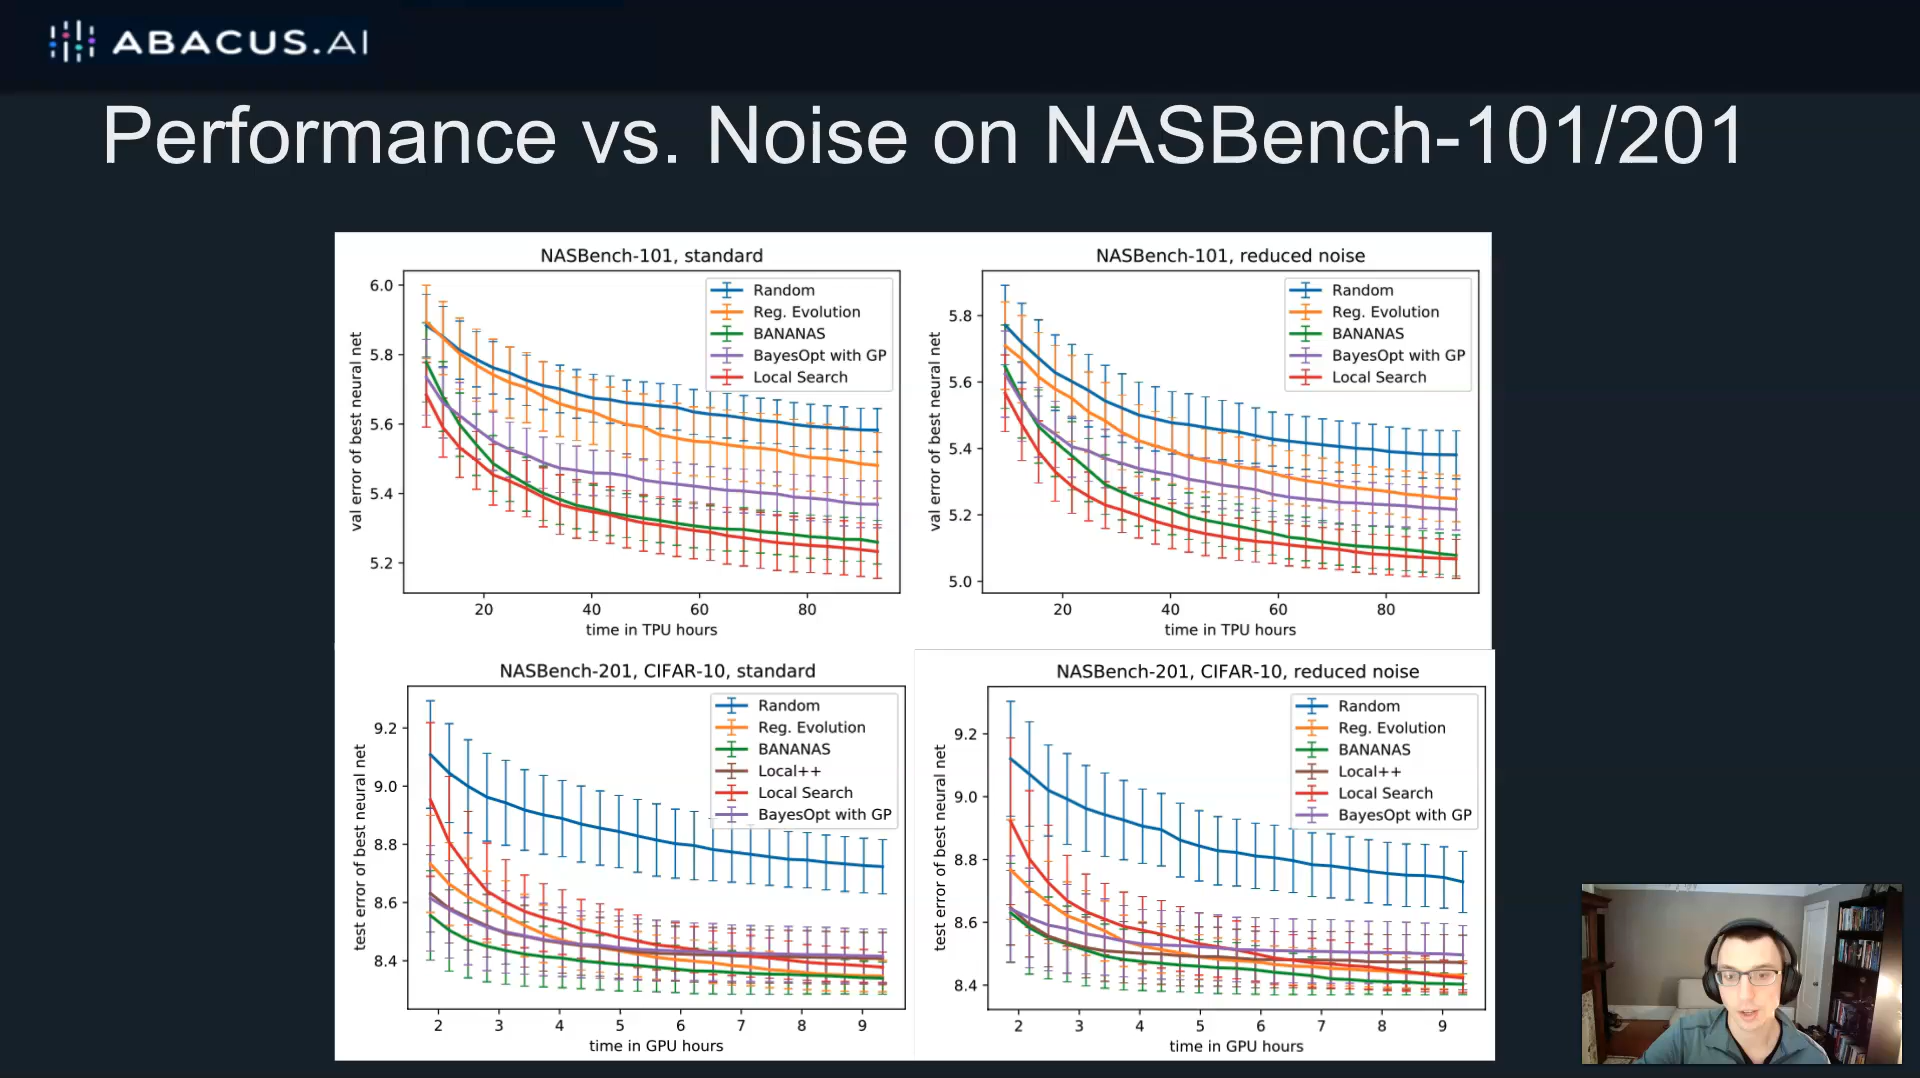 ABACUS.AI
Performance vs. Noise on NASBench-101/201
NASBench-101, standard
6.0
5.8
5.6
5.4
5.2
val error of best neural net
Random
Reg. Evolution
BANANAS
BayesOpt with GP
Local Search
20 40 60 80
time in TPU hours
NASBench-101, reduced noise
5.8
5.6
5.4
5.2
5.0
val error of best neural net
Random
Reg. Evolution
BANANAS
BayesOpt with GP
Local Search
20 40 60 80
time in TPU hours
NASBench-201, CIFAR-10, standard
9.2
9.0
8.8
8.6
8.4
test error of best neural net
Random
Reg. Evolution
BANANAS
Local++
Local Search
BayesOpt with GP
2 3 4 5 6 7 8 9
time in GPU hours
NASBench-201, CIFAR-10, reduced noise
9.2
9.0
8.8
8.6
8.4
test error of best neural net
Random
Reg. Evolution
BANANAS
Local++
Local Search
BayesOpt with GP
2 3 4 5 6 7 8 9
time in GPU hours